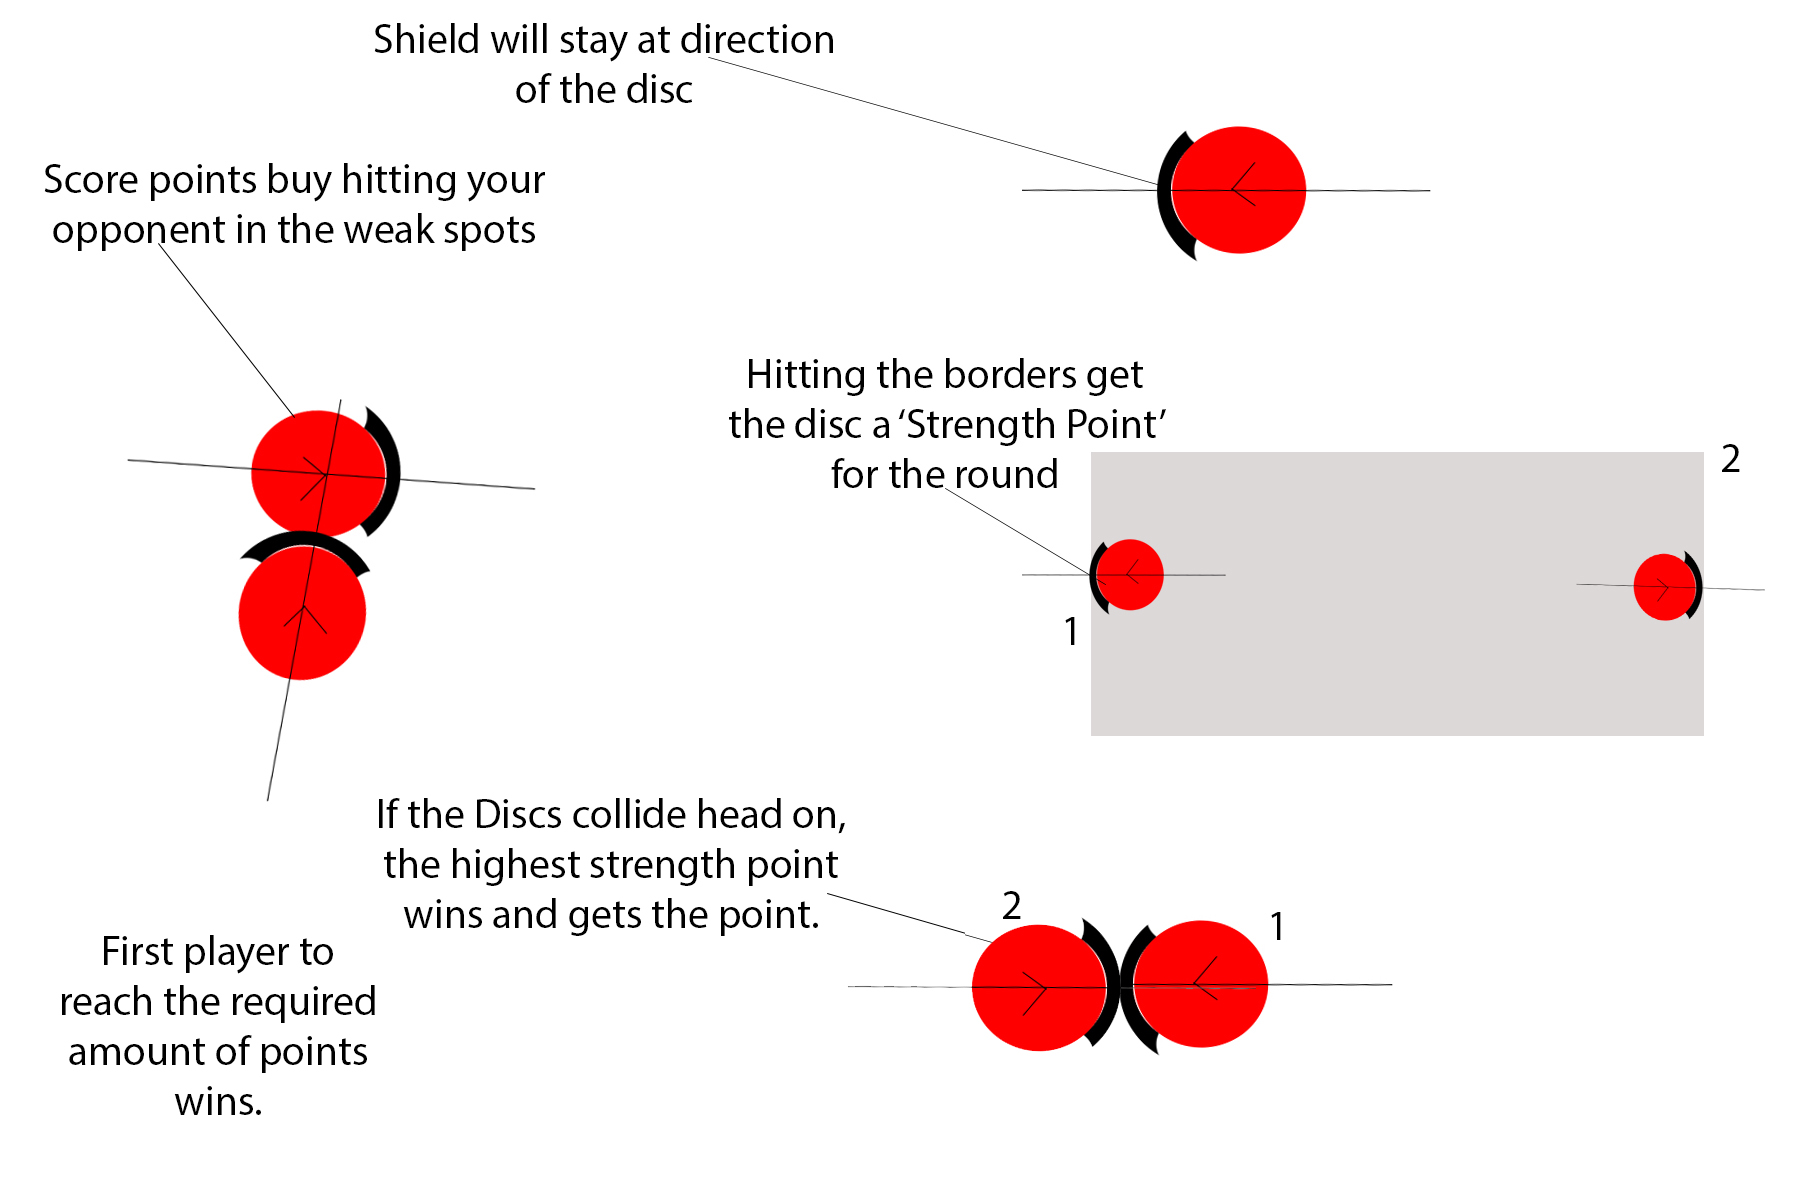 Shield will stay at direction
of the disc
Score points buy hitting your
opponent in the weak spots
Hitting the borders get
the disc a ‘Strength Point’
for the round
2
1
If the Discs collide head on,
the highest strength point
wins and gets the point.
2
1
First player to
reach the required
amount of points
wins.